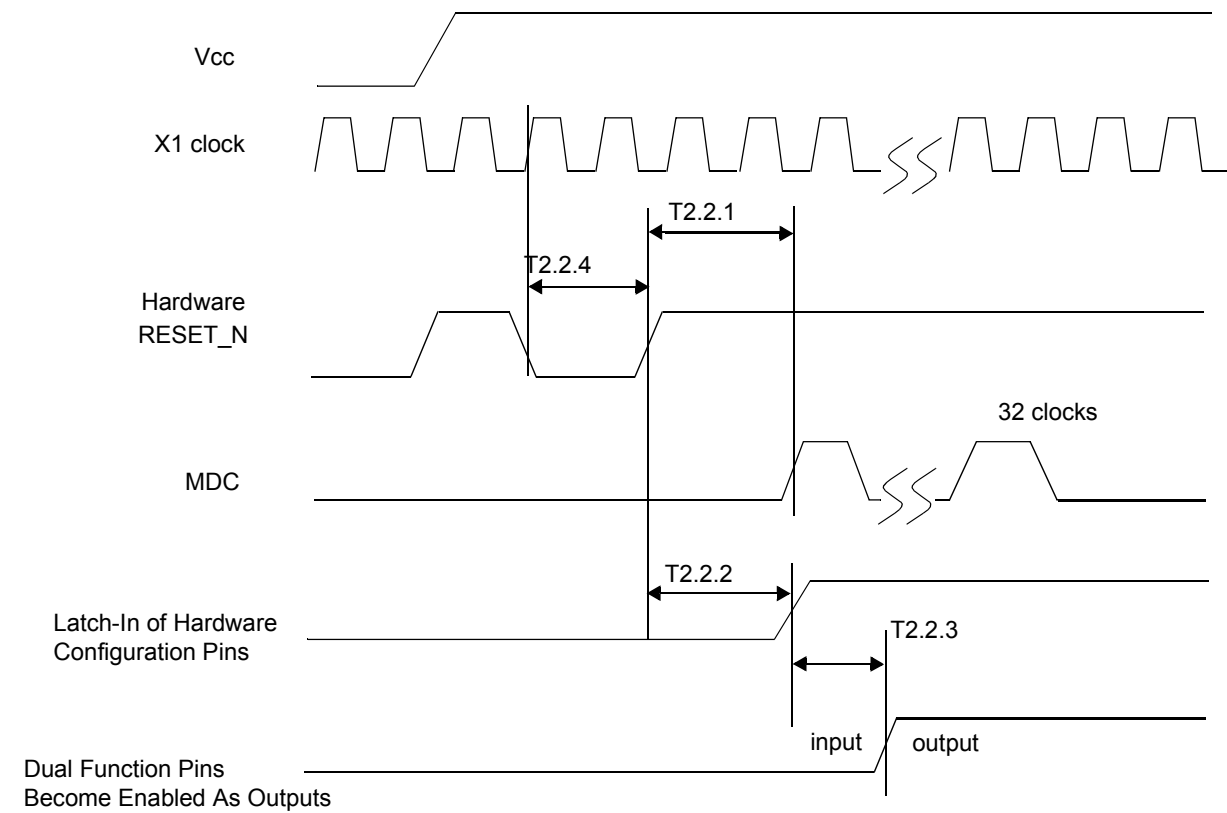 Vcc
X1 clock
T2.2.1
T2.2.4
Hardware
RESET_N
32 clocks
MDC
T2.2.2
Latch-In of Hardware
Configuration Pins
T2.2.3
input
output
Dual Function Pins
Become Enabled As Outputs